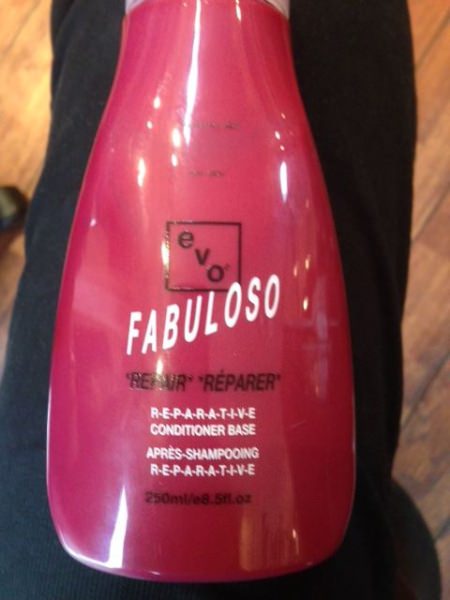 evo
FABULOSO
*REPAIR* *RÉPARER*
R-E-P-A-R-A-T-I-V-E
CONDITIONER BASE
APRÈS-SHAMPOOING
R-E-P-A-R-A-T-I-V-E
250ml/e8.5fl.oz